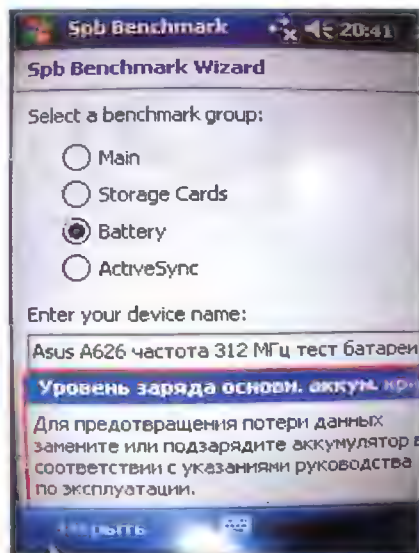 Spb Benchmark 20:41
Spb Benchmark Wizard
Select a benchmark group:
Main
Storage Cards
Battery
ActiveSync
Enter your device name:
Asus A626 частота 312 МГц тест батареи
Уровень заряда основн. аккум.
Для предотвращения потери данных
замените или подзарядите аккумулятор в
соответствии с указаниями руководства
по эксплуатации.
Закрыть